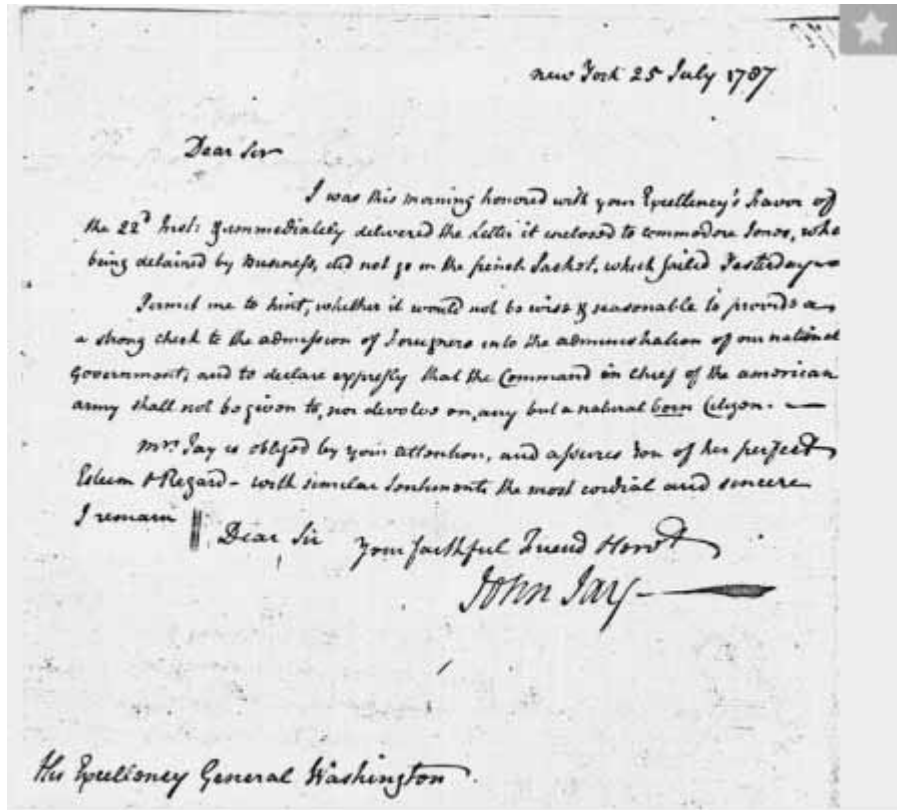 new York 25 July 1787
Dear Sir
I was this morning honored with your Excellency's Favor of
the 22d Inst: & immediately delivered the Letter it enclosed to commodore Jones, who
being detained by Business, did not go in the french Packet, which sailed Yesterday
Permit me to hint, whether it would not be wise & seasonable to provide a
a strong check to the admission of Foreigners into the administration of our national
Government; and to declare expressly that the Command in chief of the american
army shall not be given to, nor devolve on, any but a natural born Citizen. —
Mrs. Jay is obliged by your attention, and assures You of her perfect
Esteem & Regard — with similar Sentiments the most cordial and sincere
I remain Dear Sir Your faithful Friend & Servt
John Jay
His Excellency General Washington.